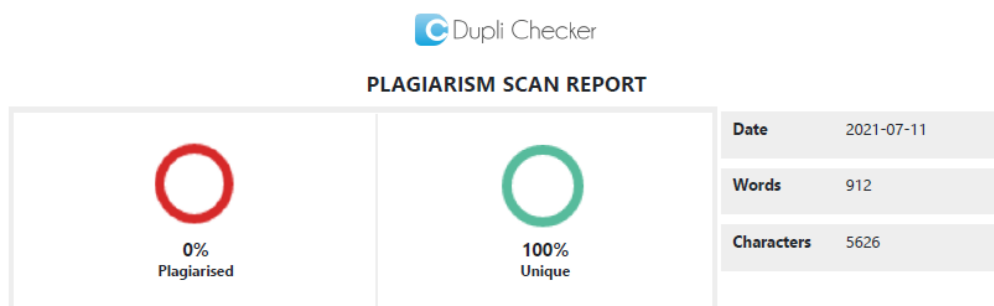 Dupli Checker
PLAGIARISM SCAN REPORT
0%
Plagiarised
100%
Unique
Date 2021-07-11
Words 912
Characters 5626